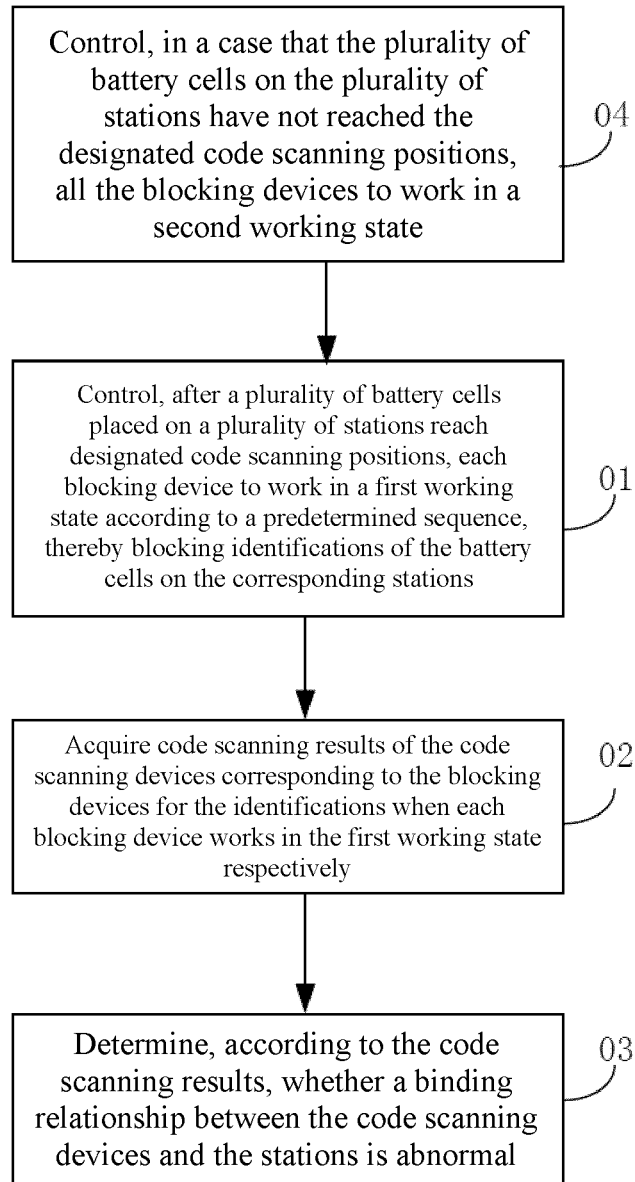 Control, in a case that the plurality of
battery cells on the plurality of
stations have not reached the
designated code scanning positions,
all the blocking devices to work in a
second working state
04
Control, after a plurality of battery cells
placed on a plurality of stations reach
designated code scanning positions, each
blocking device to work in a first working
state according to a predetermined sequence,
thereby blocking identifications of the battery
cells on the corresponding stations
01
Acquire code scanning results of the code
scanning devices corresponding to the blocking
devices for the identifications when each
blocking device works in the first working state
respectively
02
Determine, according to the code
scanning results, whether a binding
relationship between the code scanning
devices and the stations is abnormal
03